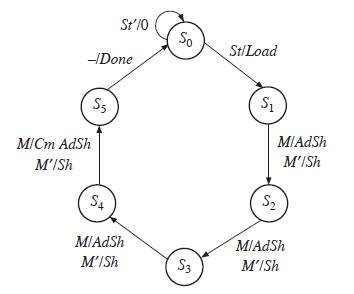 St'/0
S0
–/Done
St/Load
S5
S1
M/Cm AdSh
M'/Sh
M/AdSh
M'/Sh
S4
S2
M/AdSh
M'/Sh
S3
M/AdSh
M'/Sh